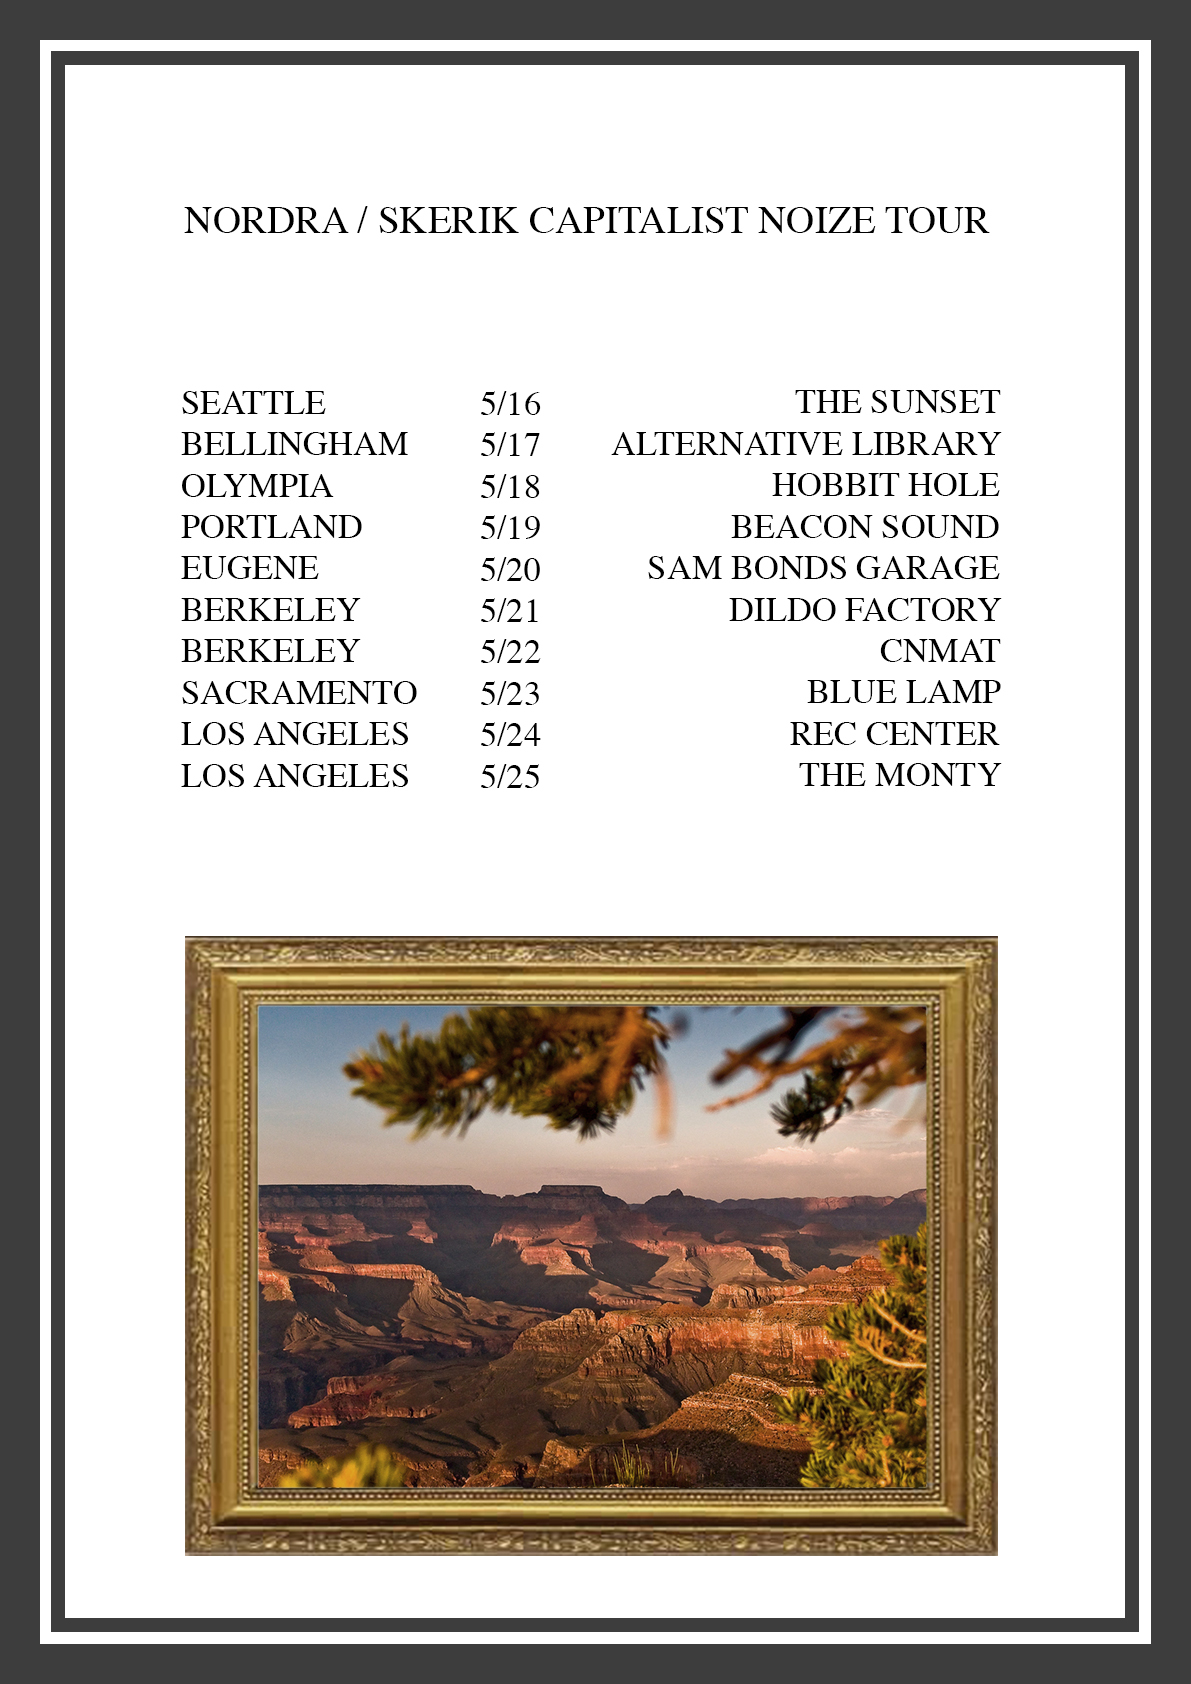 NORDRA / SKERIK CAPITALIST NOIZE TOUR
SEATTLE 5/16 THE SUNSET
BELLINGHAM 5/17 ALTERNATIVE LIBRARY
OLYMPIA 5/18 HOBBIT HOLE
PORTLAND 5/19 BEACON SOUND
EUGENE 5/20 SAM BONDS GARAGE
BERKELEY 5/21 DILDO FACTORY
BERKELEY 5/22 CNMAT
SACRAMENTO 5/23 BLUE LAMP
LOS ANGELES 5/24 REC CENTER
LOS ANGELES 5/25 THE MONTY